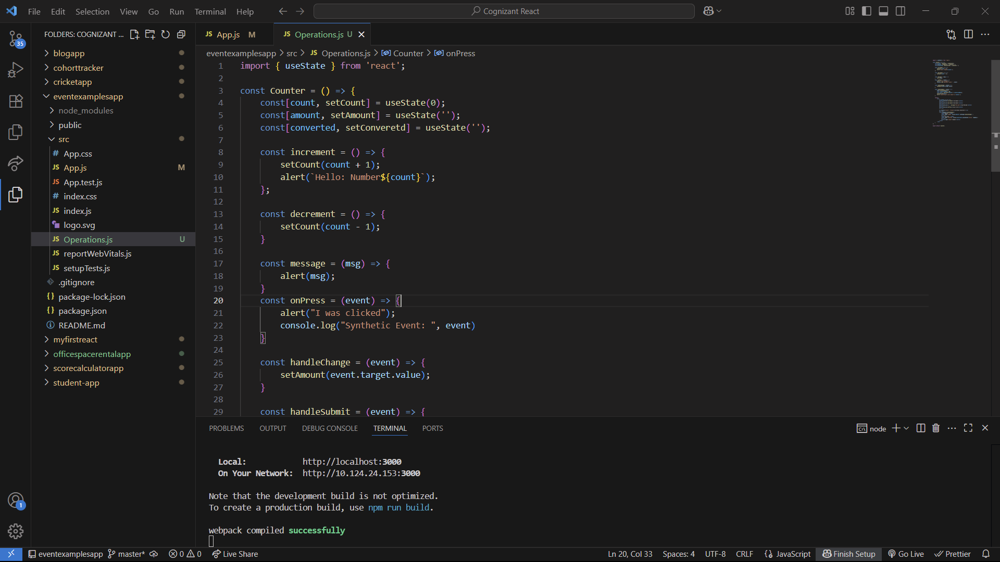 File Edit Selection View Go Run Terminal Help
Cognizant React
35
FOLDERS: COGNIZANT ...
blogapp
cohorttracker
cricketapp
eventexamplesapp
node_modules
public
src
# App.css
JS App.js M
JS App.test.js
# index.css
JS index.js
logo.svg
JS Operations.js U
JS reportWebVitals.js
JS setupTests.js
.gitignore
{} package-lock.json
{} package.json
README.md
myfirstreact
officespacerentalapp
scorecalculatorapp
student-app
1
JS App.js M
JS Operations.js U
eventexamplesapp > src > JS Operations.js > Counter > onPress
1 import { useState } from 'react';
2
3 const Counter = () => {
4 const[count, setCount] = useState(0);
5 const[amount, setAmount] = useState('');
6 const[converted, setConveretd] = useState('');
7
8 const increment = () => {
9 setCount(count + 1);
10 alert(`Hello: Number${count}`);
11 };
12
13 const decrement = () => {
14 setCount(count - 1);
15 }
16
17 const message = (msg) => {
18 alert(msg);
19 }
20 const onPress = (event) => {
21 alert("I was clicked");
22 console.log("Synthetic Event: ", event)
23 }
24
25 const handleChange = (event) => {
26 setAmount(event.target.value);
27 }
28
29 const handleSubmit = (event) => {
PROBLEMS OUTPUT DEBUG CONSOLE TERMINAL PORTS
node
Local: http://localhost:3000
On Your Network: http://10.124.24.153:3000
Note that the development build is not optimized.
To create a production build, use npm run build.
webpack compiled successfully
eventexamplesapp master* 0 0 Live Share
Ln 20, Col 33 Spaces: 4 UTF-8 CRLF {} JavaScript Finish Setup Go Live Prettier